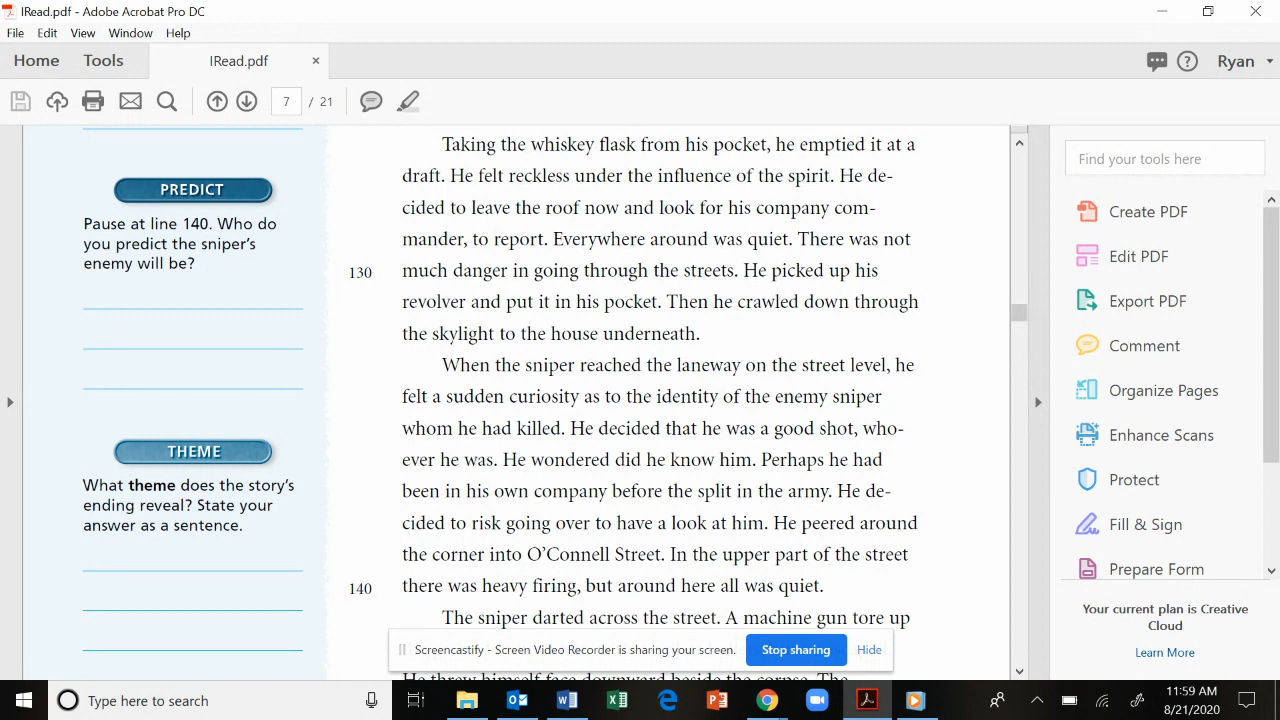 IRead.pdf - Adobe Acrobat Pro DC
File Edit View Window Help
Home Tools IRead.pdf × Ryan
7 / 21
PREDICT
Pause at line 140. Who do
you predict the sniper's
enemy will be?
THEME
What theme does the story's
ending reveal? State your
answer as a sentence.
Taking the whiskey flask from his pocket, he emptied it at a
draft. He felt reckless under the influence of the spirit. He de-
cided to leave the roof now and look for his company com-
mander, to report. Everywhere around was quiet. There was not
130 much danger in going through the streets. He picked up his
revolver and put it in his pocket. Then he crawled down through
the skylight to the house underneath.
When the sniper reached the laneway on the street level, he
felt a sudden curiosity as to the identity of the enemy sniper
whom he had killed. He decided that he was a good shot, who-
ever he was. He wondered did he know him. Perhaps he had
been in his own company before the split in the army. He de-
cided to risk going over to have a look at him. He peered around
the corner into O'Connell Street. In the upper part of the street
140 there was heavy firing, but around here all was quiet.
The sniper darted across the street. A machine gun tore up
He threw himself face downward beside the corpse. The
Screencastify - Screen Video Recorder is sharing your screen. Stop sharing Hide
Find your tools here
Create PDF
Edit PDF
Export PDF
Comment
Organize Pages
Enhance Scans
Protect
Fill & Sign
Prepare Form
Your current plan is Creative
Cloud
Learn More
Type here to search
11:59 AM
8/21/2020